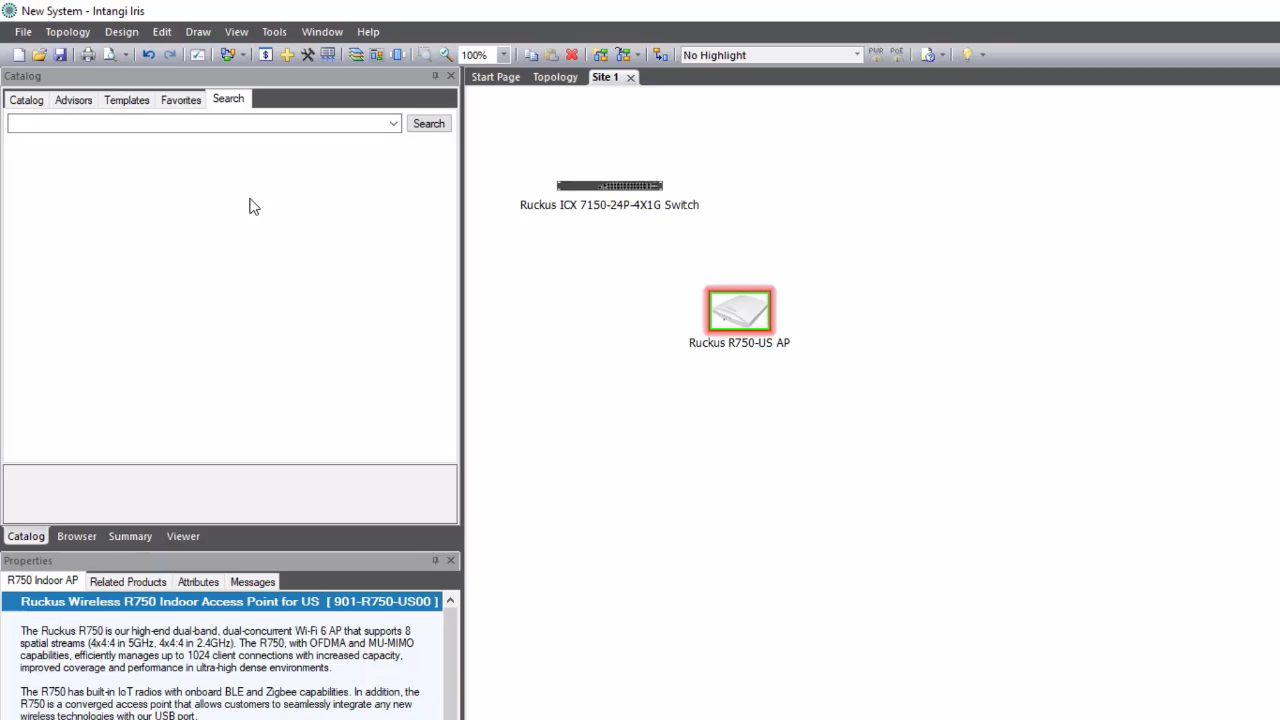 New System - Intangi Iris
File Topology Design Edit Draw View Tools Window Help
100% No Highlight PWR PoE
Catalog
Start Page Topology Site 1
Catalog Advisors Templates Favorites Search
Search
Ruckus ICX 7150-24P-4X1G Switch
Ruckus R750-US AP
Catalog Browser Summary Viewer
Properties
R750 Indoor AP Related Products Attributes Messages
Ruckus Wireless R750 Indoor Access Point for US [ 901-R750-US00 ]
The Ruckus R750 is our high-end dual-band, dual-concurrent Wi-Fi 6 AP that supports 8
spatial streams (4x4:4 in 5GHz, 4x4:4 in 2.4GHz). The R750, with OFDMA and MU-MIMO
capabilities, efficiently manages up to 1024 client connections with increased capacity,
improved coverage and performance in ultra-high dense environments.
The R750 has built-in IoT radios with onboard BLE and Zigbee capabilities. In addition, the
R750 is a converged access point that allows customers to seamlessly integrate any new
wireless technologies with our USB port.